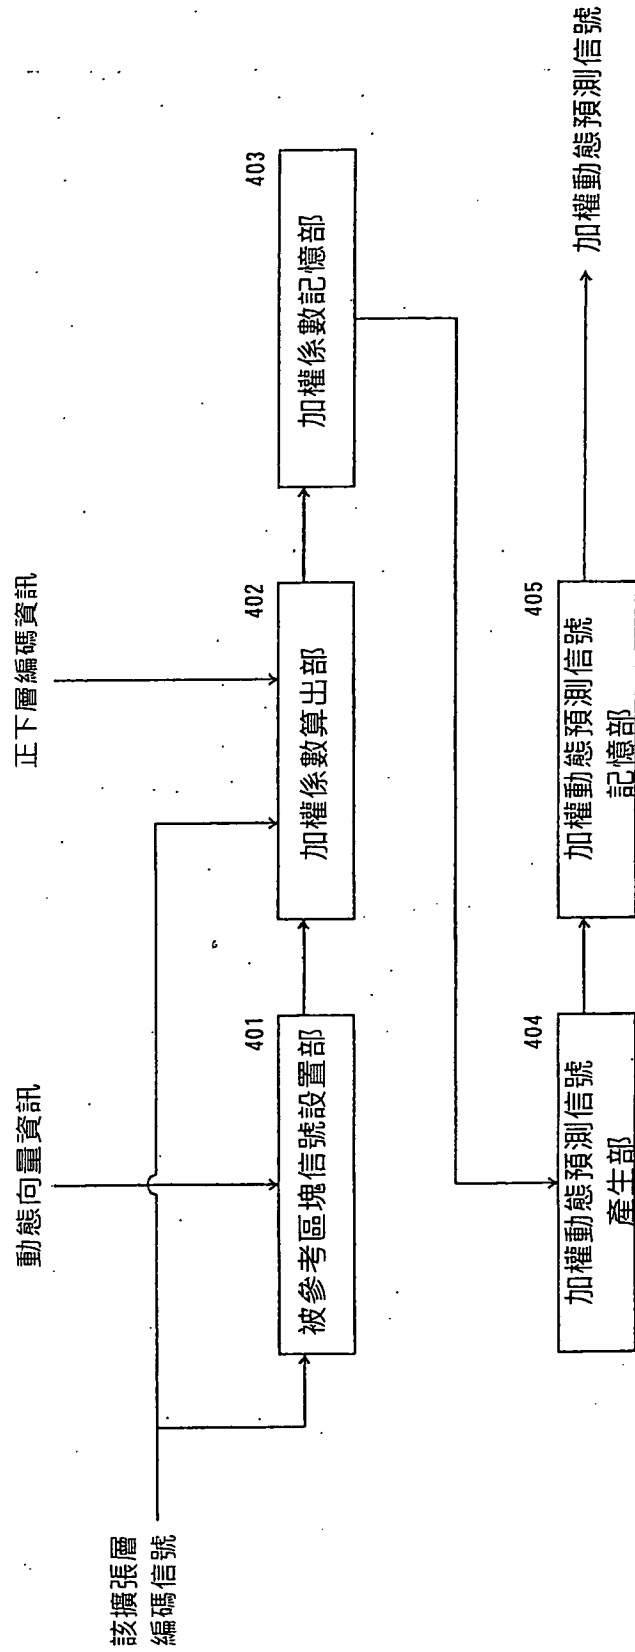 動態向量資訊
正下層編碼資訊
該擴張層
編碼信號
401
被參考區塊信號設置部
402
加權係數算出部
403
加權係數記憶部
404
加權動態預測信號
產生部
405
加權動態預測信號
記憶部
加權動態預測信號